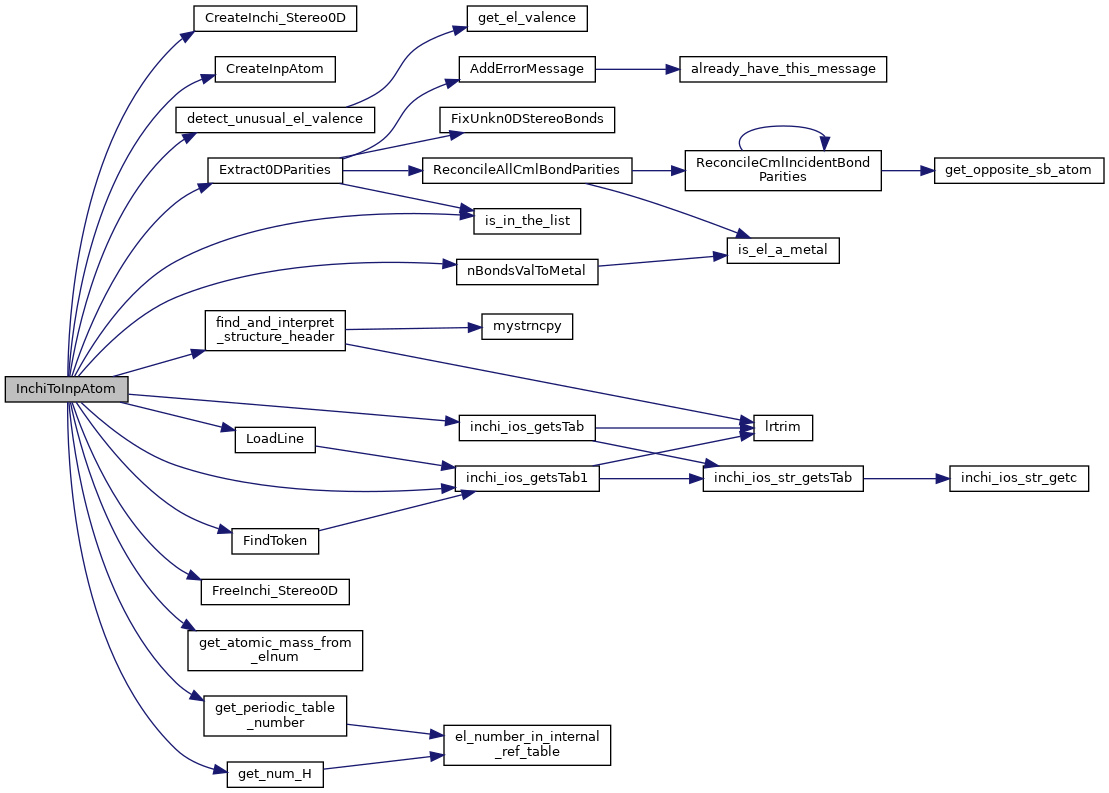 CreateInchi_Stereo0D
get_el_valence
CreateInpAtom
AddErrorMessage
already_have_this_message
detect_unusual_el_valence
FixUnkn0DStereoBonds
Extract0DParities
ReconcileAllCmlBondParities
ReconcileCmlIncidentBond
Parities
get_opposite_sb_atom
is_in_the_list
is_el_a_metal
nBondsValToMetal
find_and_interpret
_structure_header
mystrncpy
InchiToInpAtom
inchi_ios_getsTab
lrtrim
LoadLine
inchi_ios_getsTab1
inchi_ios_str_getsTab
inchi_ios_str_getc
FindToken
FreeInchi_Stereo0D
get_atomic_mass_from
_elnum
get_periodic_table
_number
el_number_in_internal
_ref_table
get_num_H